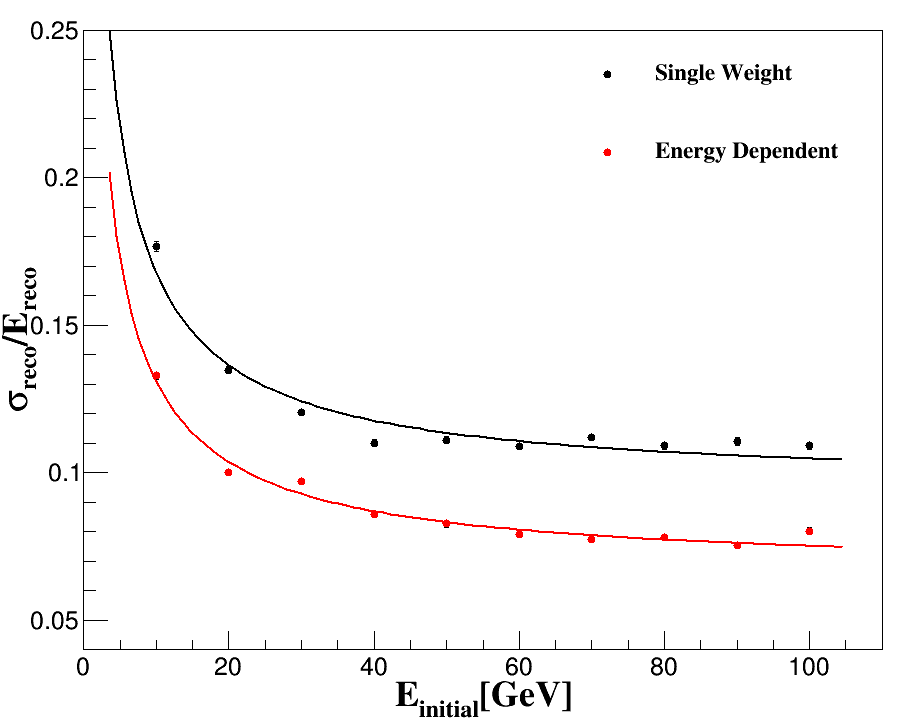 0.25
0.2
0.15
0.1
0.05
σreco/Ereco
Single Weight
Energy Dependent
0 20 40 60 80 100
Einitial[GeV]